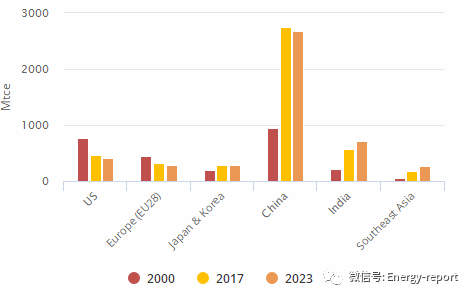 3000
2000
1000
0
Mtce
US
Europe (EU28)
Japan & Korea
China
India
Southeast Asia
2000
2017
2023
微信号: Energy-report